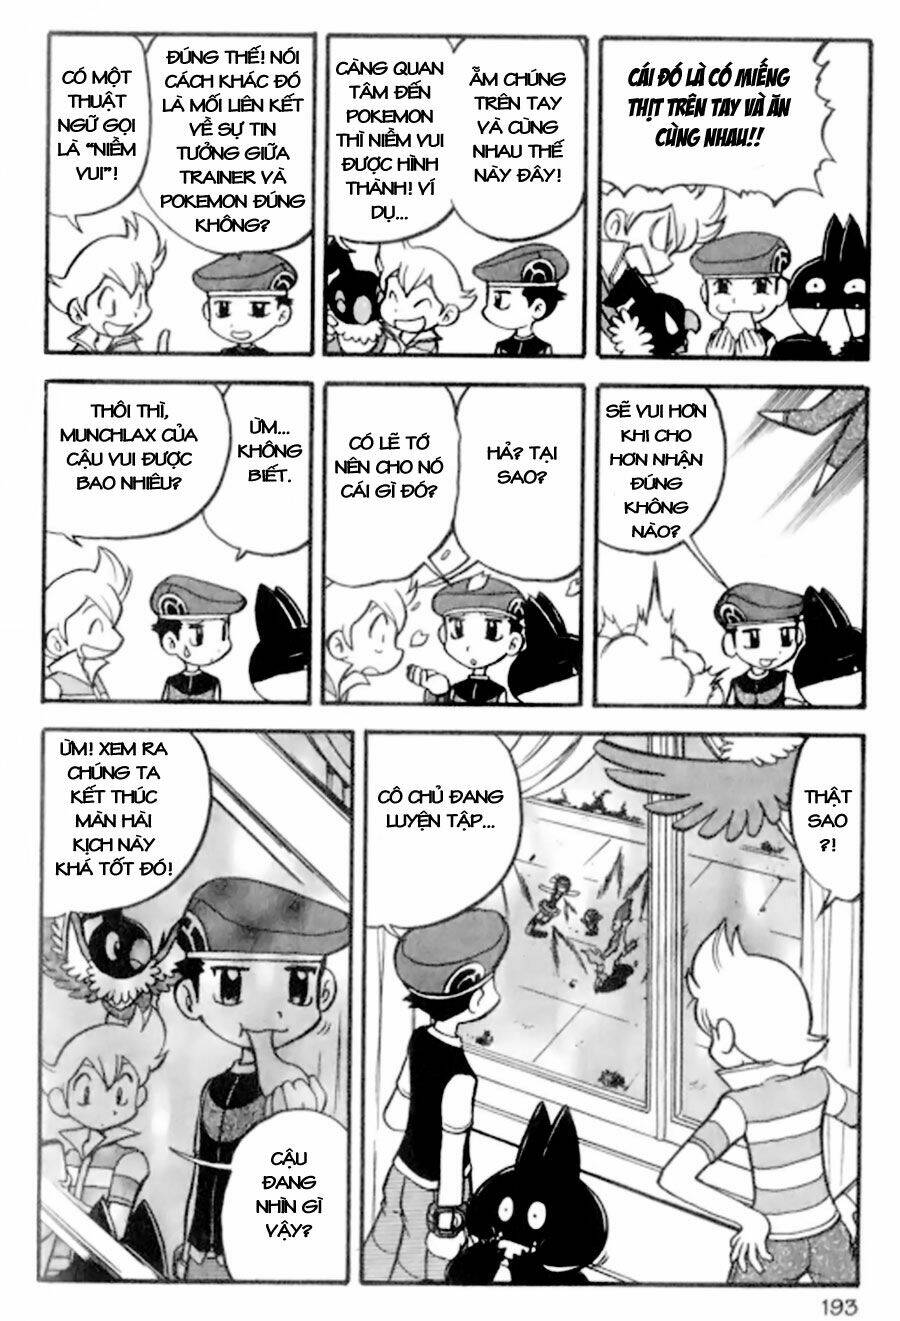 CÓ MỘT
THUẬT
NGỮ GỌI
LÀ "NIỀM
VUI"!
ĐÚNG THẾ! NÓI
CÁCH KHÁC ĐÓ
LÀ MỐI LIÊN KẾT
VỀ SỰ TIN
TƯỞNG GIỮA
TRAINER VÀ
POKEMON ĐÚNG
KHÔNG?
CÀNG QUAN
TÂM ĐẾN
POKEMON
THÌ NIỀM VUI
ĐƯỢC HÌNH
THÀNH! VÍ
DỤ...
ẴM CHÚNG
TRÊN TAY
VÀ CÙNG
NHAU THẾ
NÀY ĐÂY!
CÁI ĐÓ LÀ CÓ MIẾNG
THỊT TRÊN TAY VÀ ĂN
CÙNG NHAU!!
THÔI THÌ,
MUNCHLAX CỦA
CẬU VUI ĐƯỢC
BAO NHIÊU?
ỪM...
KHÔNG
BIẾT.
CÓ LẼ TỚ
NÊN CHO NÓ
CÁI GÌ ĐÓ?
HẢ? TẠI
SAO?
SẼ VUI HƠN
KHI CHO
HƠN NHẬN
ĐÚNG
KHÔNG
NÀO?
ỪM! XEM RA
CHÚNG TA
KẾT THÚC
MÀN HÀI
KỊCH NÀY
KHÁ TỐT ĐÓ!
CẬU
ĐANG
NHÌN GÌ
VẬY?
CÔ CHỦ ĐANG
LUYỆN TẬP...
THẬT
SAO
?!
193